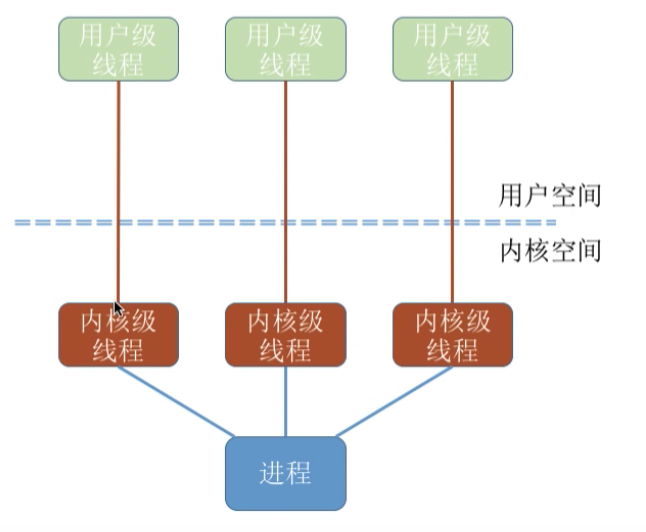 用户级 用户级 用户级
线程 线程 线程
用户空间
内核空间
内核级 内核级 内核级
线程 线程 线程
进程